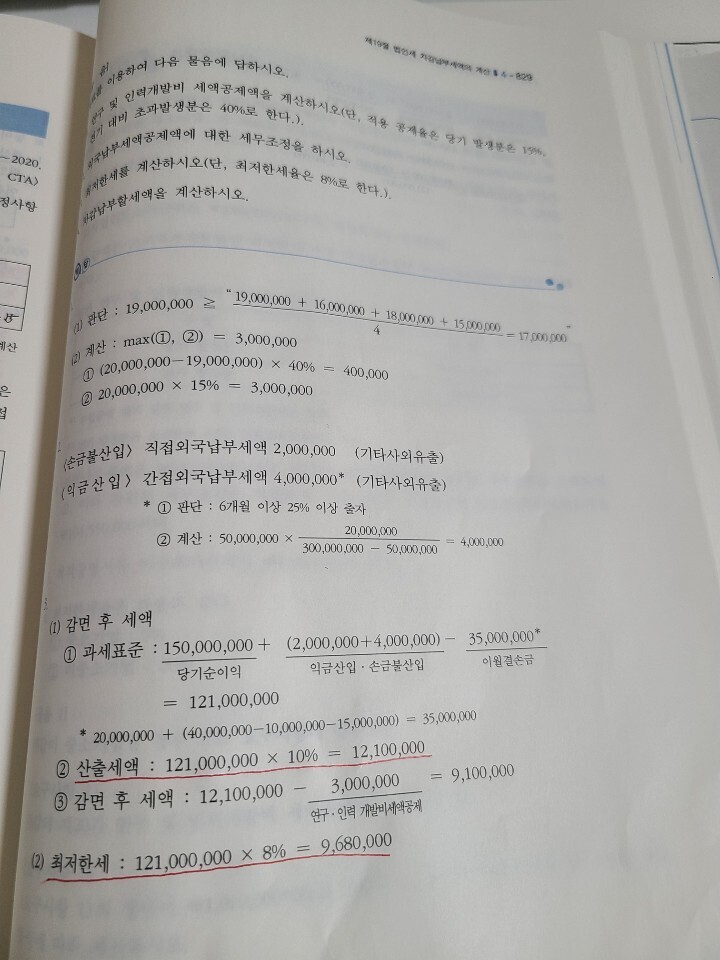 제19절 법인세 차감납부세액의 계산 - 829
이용하여 다음 물음에 답하시오.
연구 및 인력개발비 세액공제액을 계산하시오(단, 적용 공제율은 당기 발생분은 15%,
전기 대비 초과발생분은 40%로 한다.).
외국납부세액공제액에 대한 세무조정을 하시오.
최저한세를 계산하시오(단, 최저한세율은 8%로 한다.).
차감납부할세액을 계산하시오.
~2020.
CTA〉
정사항
계산
은
접
(1) 판단 : 19,000,000 ≥ “ 19,000,000 + 16,000,000 + 18,000,000 + 15,000,000 / 4 = 17,000,000 ”
(2) 계산 : max(①, ②) = 3,000,000
① (20,000,000-19,000,000) × 40% = 400,000
② 20,000,000 × 15% = 3,000,000
〈손금불산입〉 직접외국납부세액 2,000,000 (기타사외유출)
〈익금산입〉 간접외국납부세액 4,000,000* (기타사외유출)
* ① 판단 : 6개월 이상 25% 이상 출자
② 계산 : 50,000,000 × 20,000,000 / 300,000,000 - 50,000,000 = 4,000,000
3.
(1) 감면 후 세액
① 과세표준 : 150,000,000 + (2,000,000+4,000,000) - 35,000,000*
당기순이익 익금산입·손금불산입 이월결손금
= 121,000,000
* 20,000,000 + (40,000,000-10,000,000-15,000,000) = 35,000,000
② 산출세액 : 121,000,000 × 10% = 12,100,000
③ 감면 후 세액 : 12,100,000 - 3,000,000 = 9,100,000
연구·인력 개발비세액공제
(2) 최저한세 : 121,000,000 × 8% = 9,680,000